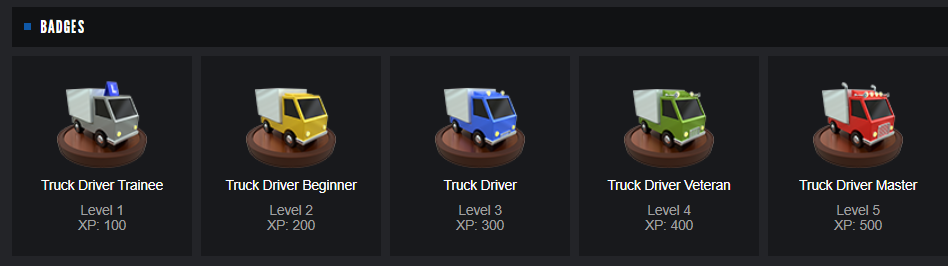 BADGES
Truck Driver Trainee
Level 1
XP: 100
Truck Driver Beginner
Level 2
XP: 200
Truck Driver
Level 3
XP: 300
Truck Driver Veteran
Level 4
XP: 400
Truck Driver Master
Level 5
XP: 500